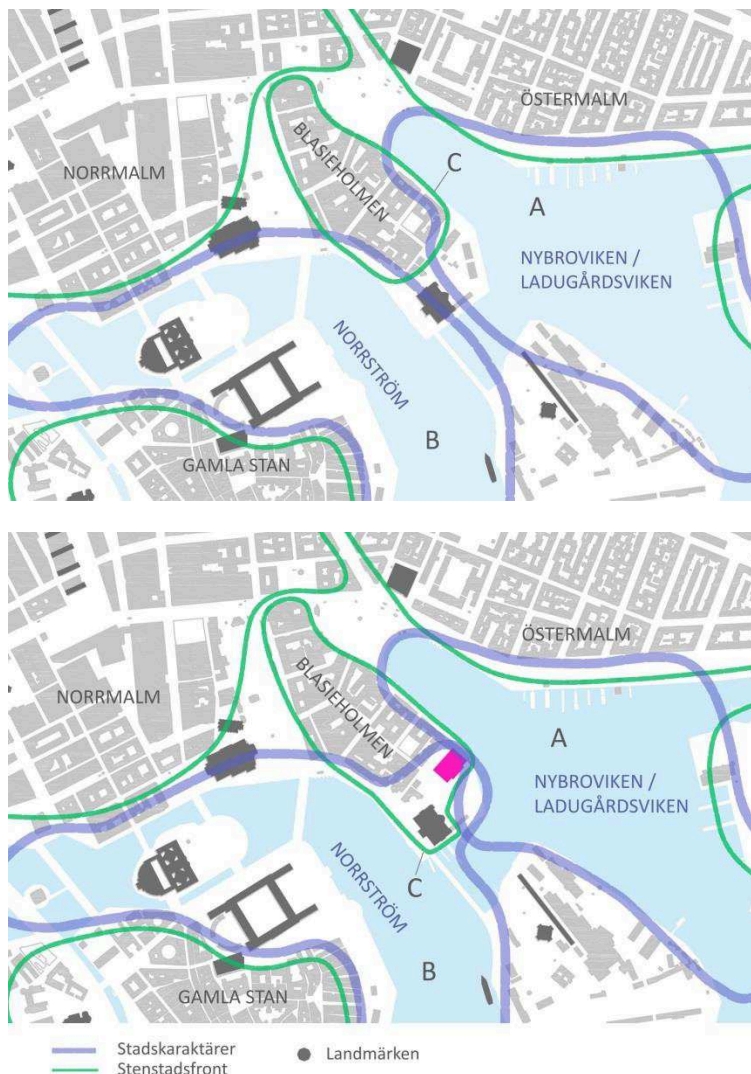 ÖSTERMALM
BLASIEHOLMEN
C
NORRMALM
A
NYBROVIKEN /
LADUGÅRDSVIKEN
NORRSTRÖM
B
GAMLA STAN
ÖSTERMALM
BLASIEHOLMEN
NORRMALM
A
NYBROVIKEN /
LADUGÅRDSVIKEN
NORRSTRÖM
C
B
GAMLA STAN
Stadskaraktärer
Landmärken
Stenstadsfront